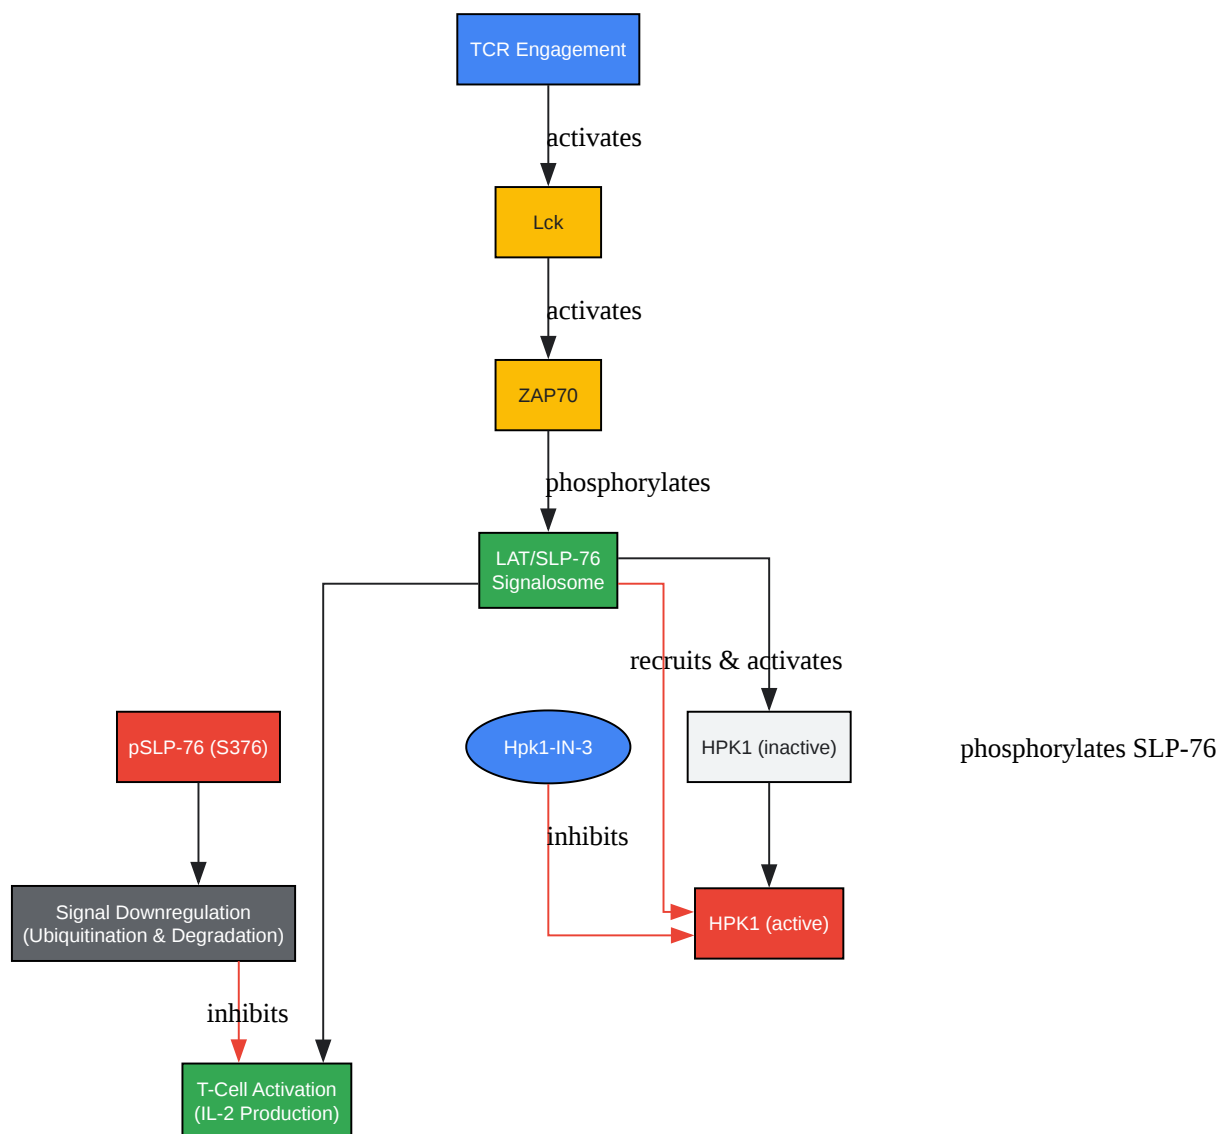 TCR Engagement
activates
Lck
activates
ZAP70
phosphorylates
LAT/SLP-76
Signalosome
recruits & activates
pSLP-76 (S376)
Hpk1-IN-3
HPK1 (inactive)
phosphorylates SLP-76
inhibits
Signal Downregulation
(Ubiquitination & Degradation)
HPK1 (active)
inhibits
T-Cell Activation
(IL-2 Production)